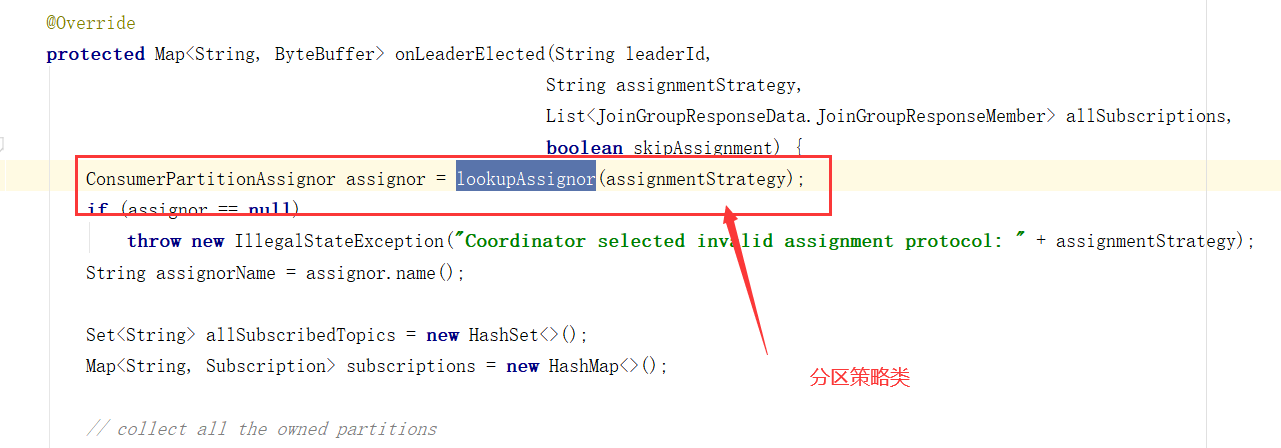 @Override
protected Map<String, ByteBuffer> onLeaderElected(String leaderId,
String assignmentStrategy,
List<JoinGroupResponseData.JoinGroupResponseMember> allSubscriptions,
boolean skipAssignment) {
ConsumerPartitionAssignor assignor = lookupAssignor(assignmentStrategy);
if (assignor == null)
throw new IllegalStateException("Coordinator selected invalid assignment protocol: " + assignmentStrategy);
String assignorName = assignor.name();
Set<String> allSubscribedTopics = new HashSet<>();
Map<String, Subscription> subscriptions = new HashMap<>();
分区策略类
// collect all the owned partitions